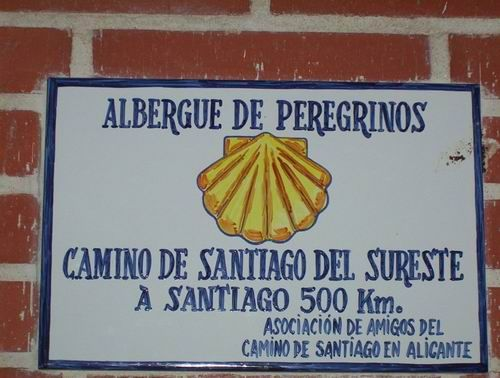 ALBERGUE DE PEREGRINOS
CAMINO DE SANTIAGO DEL SURESTE
À SANTIAGO 500 Km.
ASOCIACIÓN DE AMIGOS DEL
CAMINO DE SANTIAGO EN ALICANTE